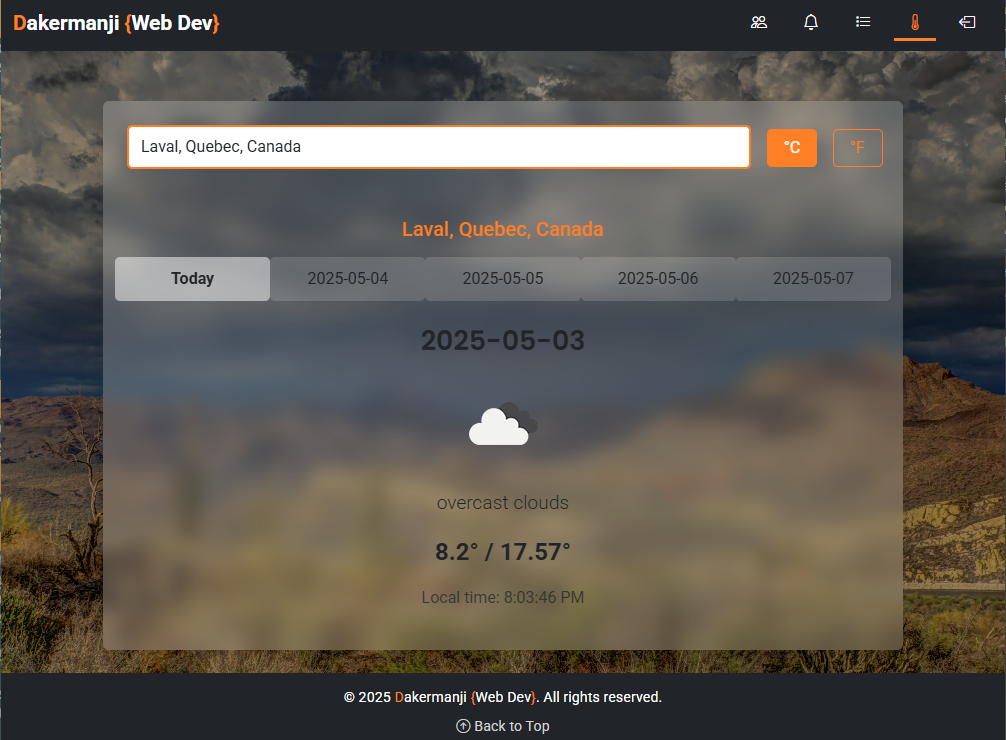 Dakermanji {Web Dev}
Laval, Quebec, Canada °C °F
Laval, Quebec, Canada
Today 2025-05-04 2025-05-05 2025-05-06 2025-05-07
2025-05-03
overcast clouds
8.2° / 17.57°
Local time: 8:03:46 PM
© 2025 Dakermanji {Web Dev}. All rights reserved.
Back to Top